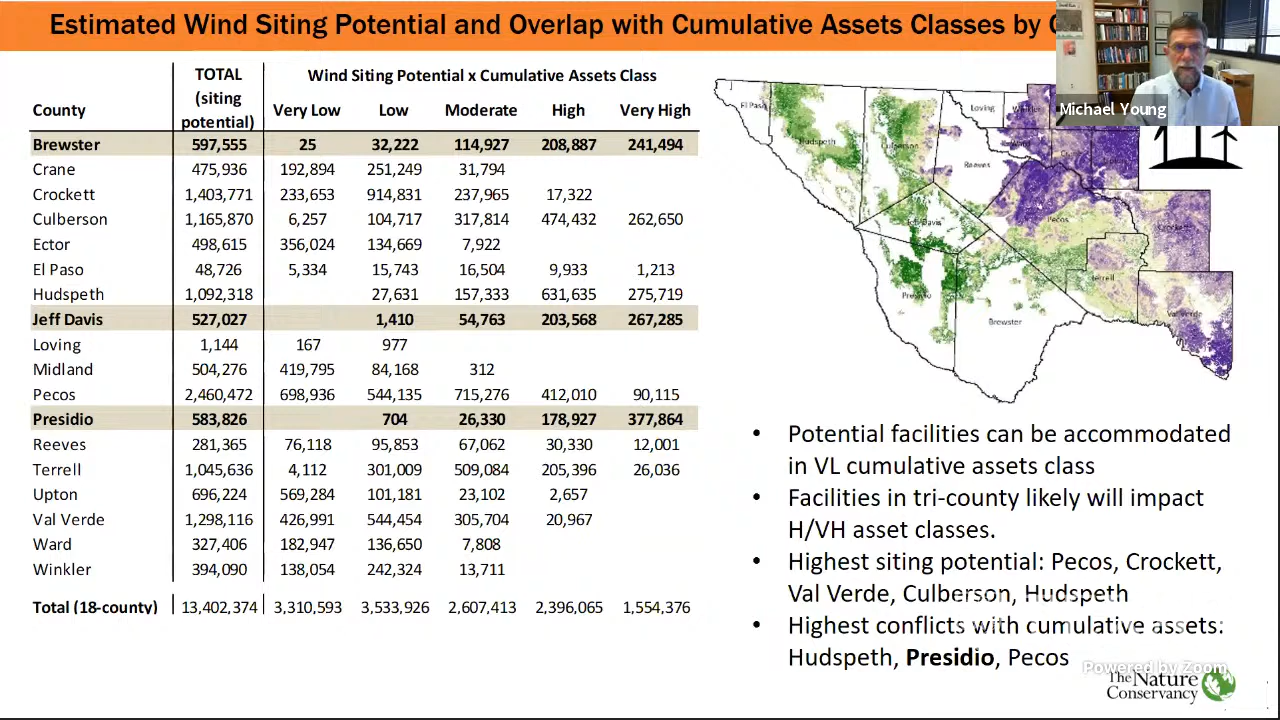 Estimated Wind Siting Potential and Overlap with Cumulative Assets Classes by
TOTAL (siting potential) Wind Siting Potential x Cumulative Assets Class
County Very Low Low Moderate High Very High
Brewster 597,555 25 32,222 114,927 208,887 241,494
Crane 475,936 192,894 251,249 31,794
Crockett 1,403,771 233,653 914,831 237,965 17,322
Culberson 1,165,870 6,257 104,717 317,814 474,432 262,650
Ector 498,615 356,024 134,669 7,922
El Paso 48,726 5,334 15,743 16,504 9,933 1,213
Hudspeth 1,092,318 27,631 157,333 631,635 275,719
Jeff Davis 527,027 1,410 54,763 203,568 267,285
Loving 1,144 167 977
Midland 504,276 419,795 84,168 312
Pecos 2,460,472 698,936 544,135 715,276 412,010 90,115
Presidio 583,826 704 26,330 178,927 377,864
Reeves 281,365 76,118 95,853 67,062 30,330 12,001
Terrell 1,045,636 4,112 301,009 509,084 205,396 26,036
Upton 696,224 569,284 101,181 23,102 2,657
Val Verde 1,298,116 426,991 544,454 305,704 20,967
Ward 327,406 182,947 136,650 7,808
Winkler 394,090 138,054 242,324 13,711
Total (18-county) 13,402,374 3,310,593 3,533,926 2,607,413 2,396,065 1,554,376
Michael Young
El Paso
Hudspeth
Culberson
Loving
Reeves
Jeff Davis
Pecos
Crockett
Terrell
Presidio
Brewster
Val Verde
• Potential facilities can be accommodated
in VL cumulative assets class
• Facilities in tri-county likely will impact
H/VH asset classes.
• Highest siting potential: Pecos, Crockett,
Val Verde, Culberson, Hudspeth
• Highest conflicts with cumulative assets:
Hudspeth, Presidio, Pecos
Powered by Zoom
The Nature
Conservancy